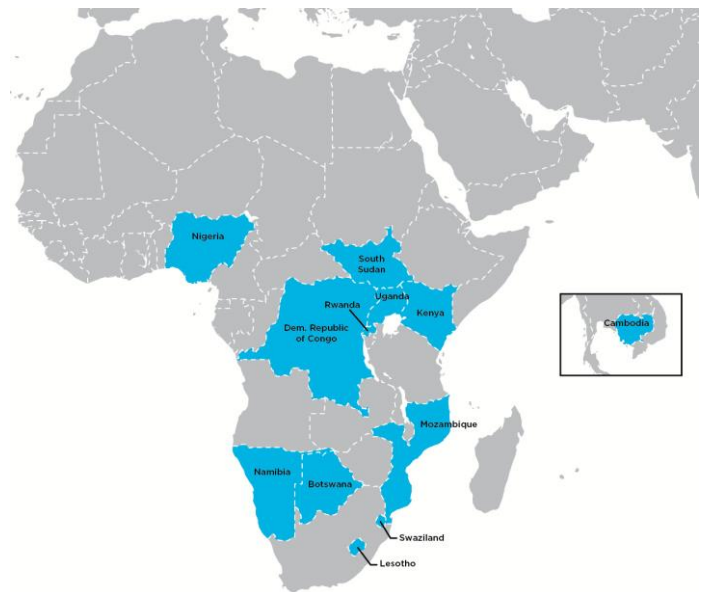 Nigeria
South
Sudan
Uganda
Rwanda
Kenya
Dem. Republic
of Congo
Cambodia
Mozambique
Namibia
Botswana
Swaziland
Lesotho